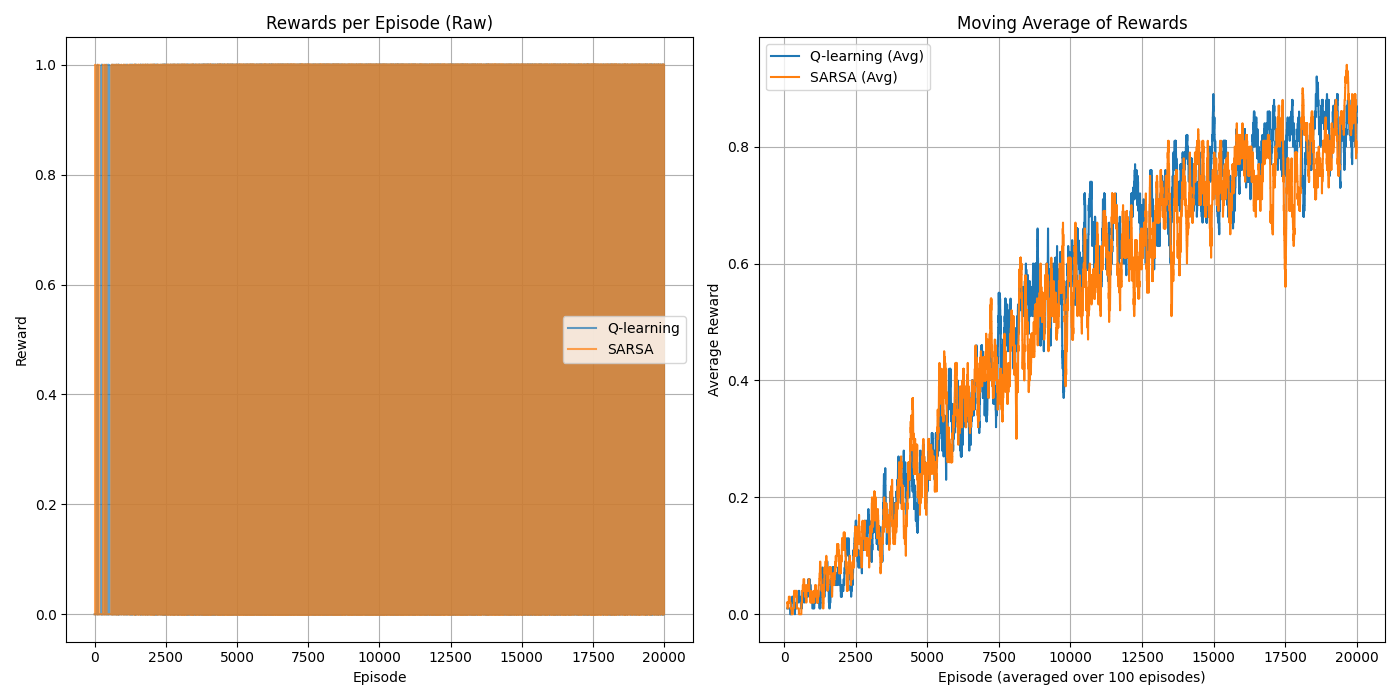 Rewards per Episode (Raw)
Reward
1.0
0.8
0.6
0.4
0.2
0.0
Q-learning
SARSA
0 2500 5000 7500 10000 12500 15000 17500 20000
Episode
Moving Average of Rewards
Average Reward
Q-learning (Avg)
SARSA (Avg)
0.8
0.6
0.4
0.2
0.0
0 2500 5000 7500 10000 12500 15000 17500 20000
Episode (averaged over 100 episodes)